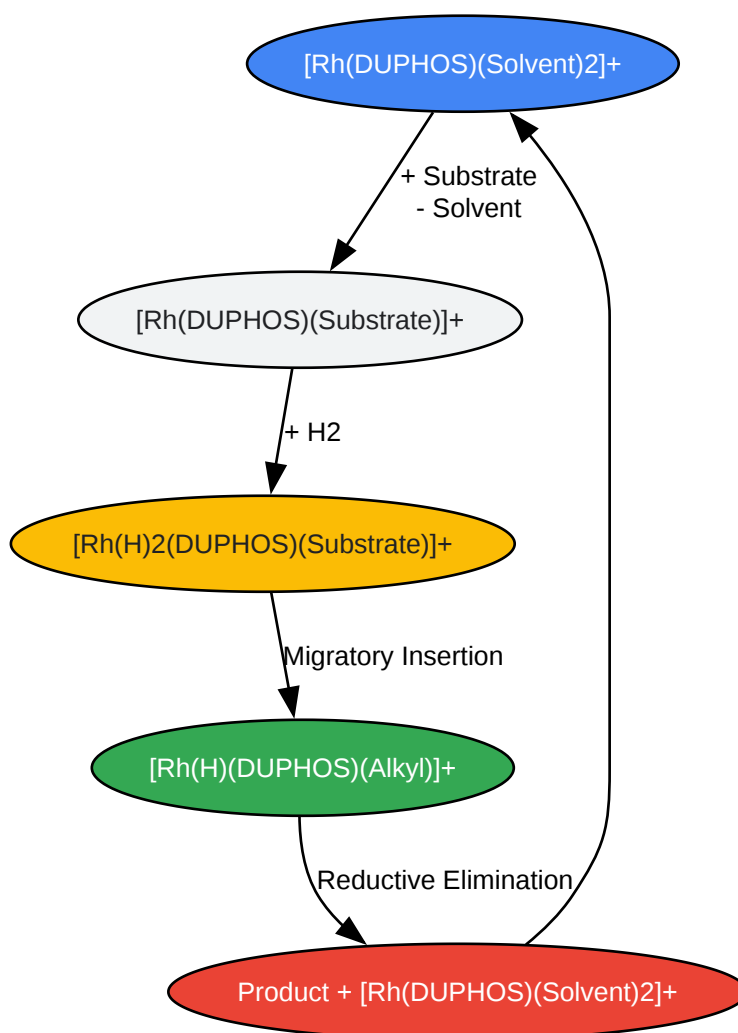 [Rh(DUPHOS)(Solvent)2]+
+ Substrate
- Solvent
[Rh(DUPHOS)(Substrate)]+
+ H2
[Rh(H)2(DUPHOS)(Substrate)]+
Migratory Insertion
[Rh(H)(DUPHOS)(Alkyl)]+
Reductive Elimination
Product + [Rh(DUPHOS)(Solvent)2]+